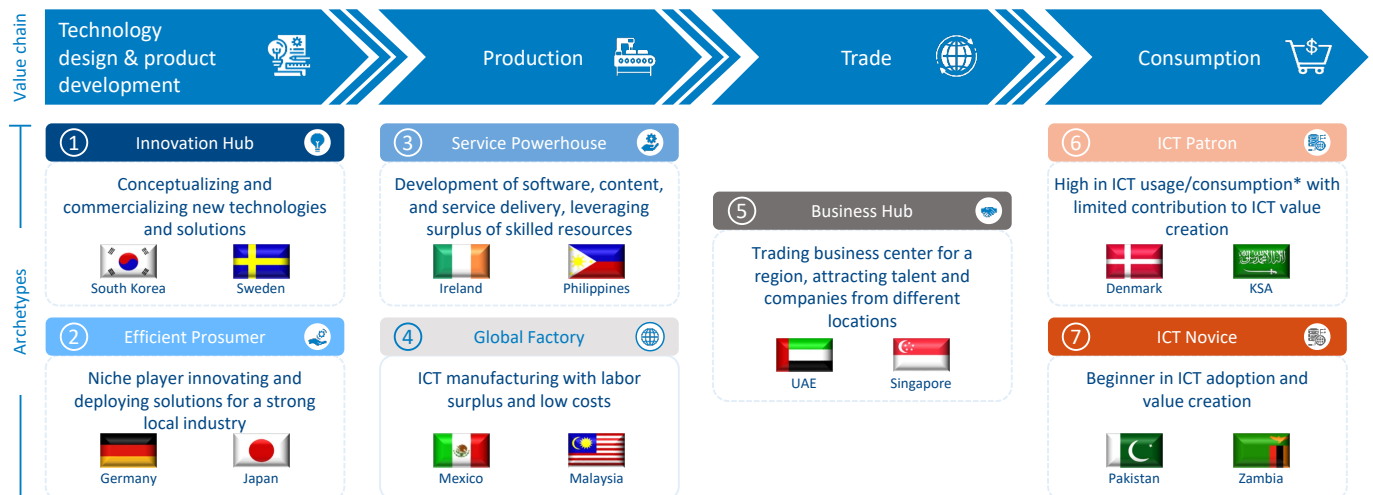 Value chain
Technology
design & product
development
Production
Trade
$
Consumption
Archetypes
1
Innovation Hub
Conceptualizing and
commercializing new technologies
and solutions
South Korea
Sweden
2
Efficient Prosumer
Niche player innovating and
deploying solutions for a strong
local industry
Germany
Japan
3
Service Powerhouse
Development of software, content,
and service delivery, leveraging
surplus of skilled resources
Ireland
Philippines
4
Global Factory
ICT manufacturing with labor
surplus and low costs
Mexico
Malaysia
5
Business Hub
Trading business center for a
region, attracting talent and
companies from different
locations
UAE
Singapore
6
ICT Patron
High in ICT usage/consumption* with
limited contribution to ICT value
creation
Denmark
KSA
7
ICT Novice
Beginner in ICT adoption and
value creation
Pakistan
Zambia